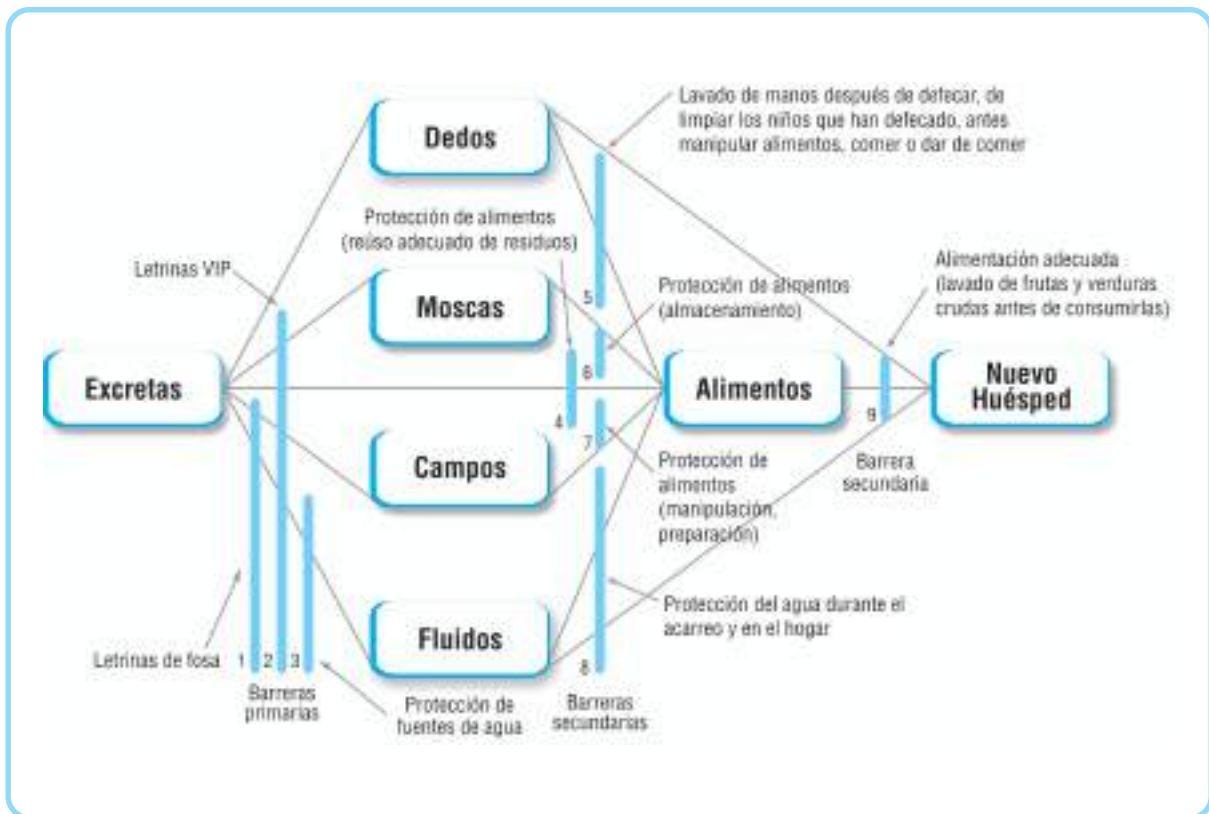 Lavado de manos después de defecar, de
limpiar los niños que han defecado, antes
manipular alimentos, comer o dar de comer
Dedos
Protección de alimentos
(reúso adecuado de residuos)
Letrinas VIP
Alimentación adecuada
(lavado de frutas y verduras
crudas antes de consumirlas)
Protección de alimentos
(almacenamiento)
5
Moscas
6
Excretas
Alimentos
Nuevo
Huésped
4
9
7
Campos
Protección de
alimentos
(manipulación,
preparación)
Barrera
secundaria
Protección del agua durante el
acarreo y en el hogar
Fluidos
Letrinas de fosa
1
2
3
8
Barreras
primarias
Protección de
fuentes de agua
Barreras
secundarias